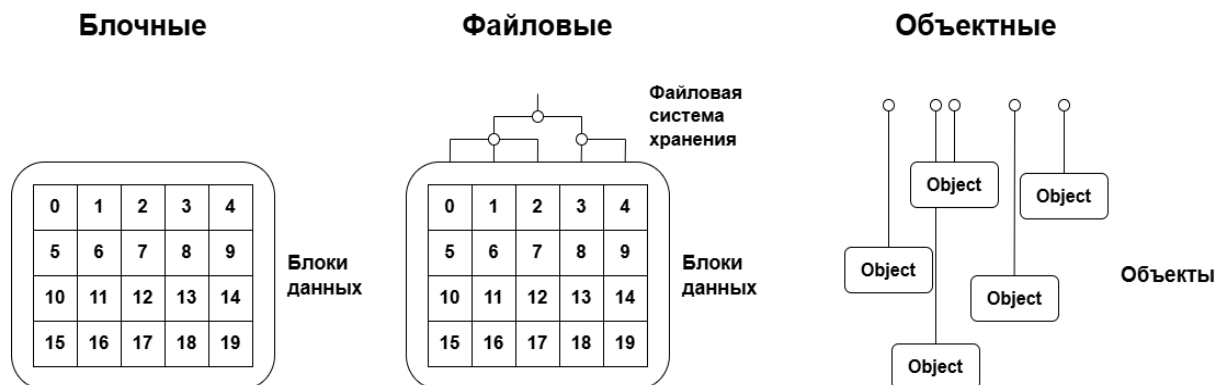 Блочные
Файловые
Объектные
Файловая
система
хранения
0 1 2 3 4
5 6 7 8 9
10 11 12 13 14
15 16 17 18 19
Блоки
данных
0 1 2 3 4
5 6 7 8 9
10 11 12 13 14
15 16 17 18 19
Блоки
данных
Object
Object
Object
Object
Object
Объекты